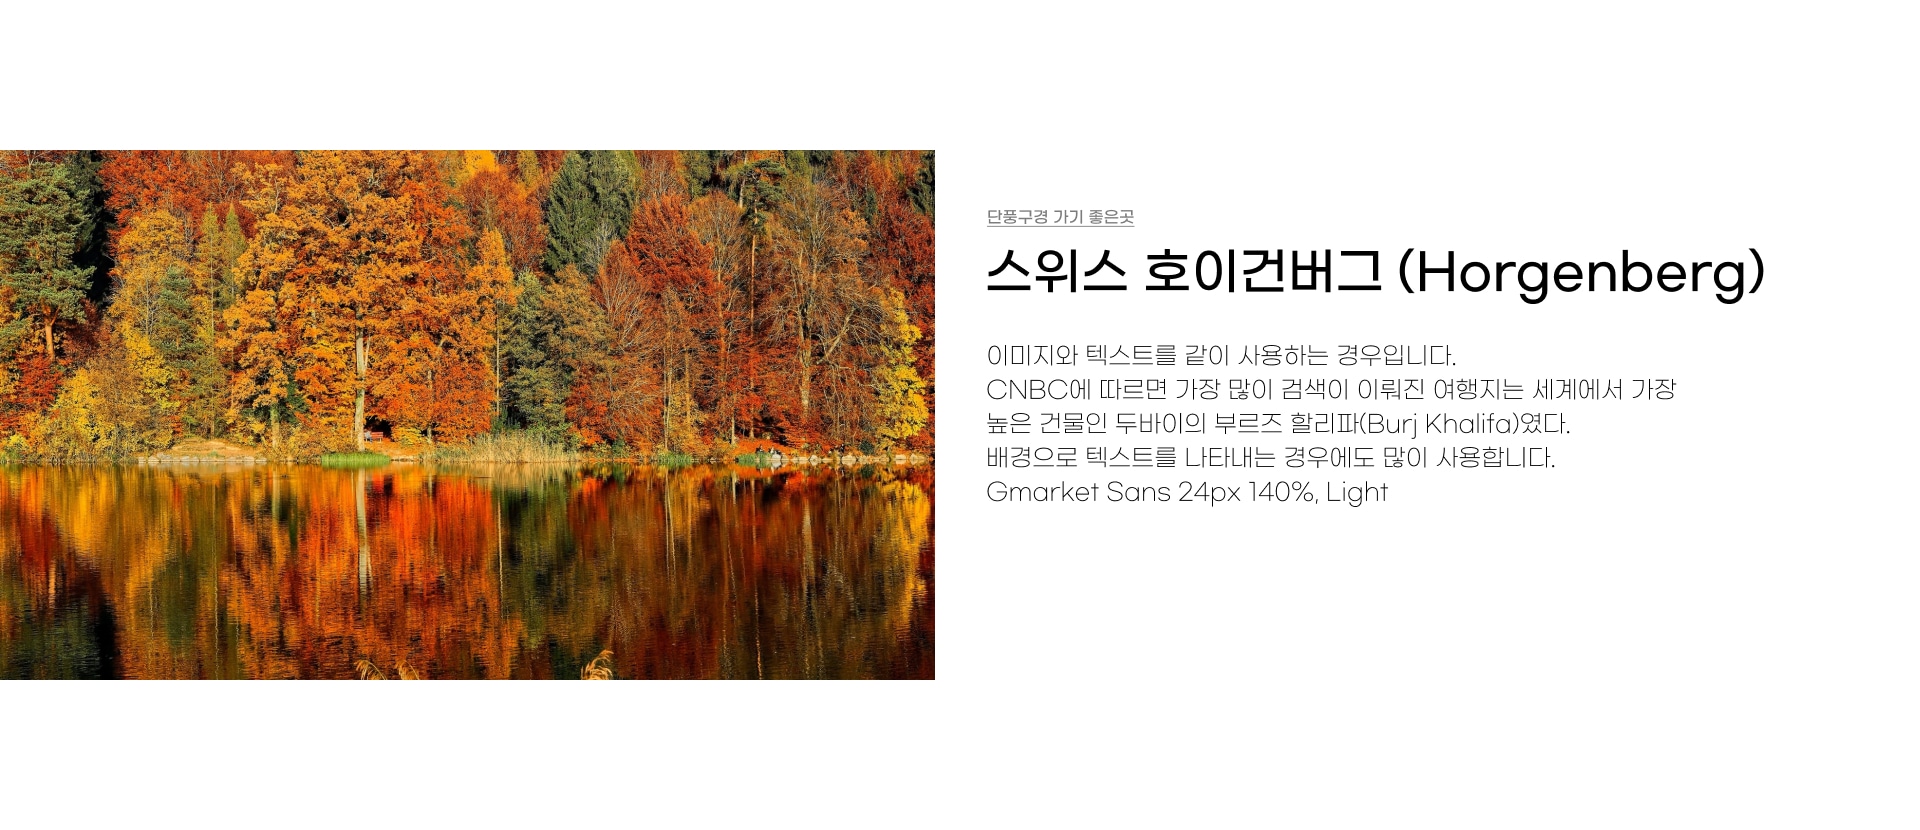 단풍구경 가기 좋은곳
스위스 호이건버그 (Horgenberg)
이미지와 텍스트를 같이 사용하는 경우입니다.
CNBC에 따르면 가장 많이 검색이 이뤄진 여행지는 세계에서 가장
높은 건물인 두바이의 부르즈 할리파(Burj Khalifa)였다.
배경으로 텍스트를 나타내는 경우에도 많이 사용합니다.
Gmarket Sans 24px 140%, Light